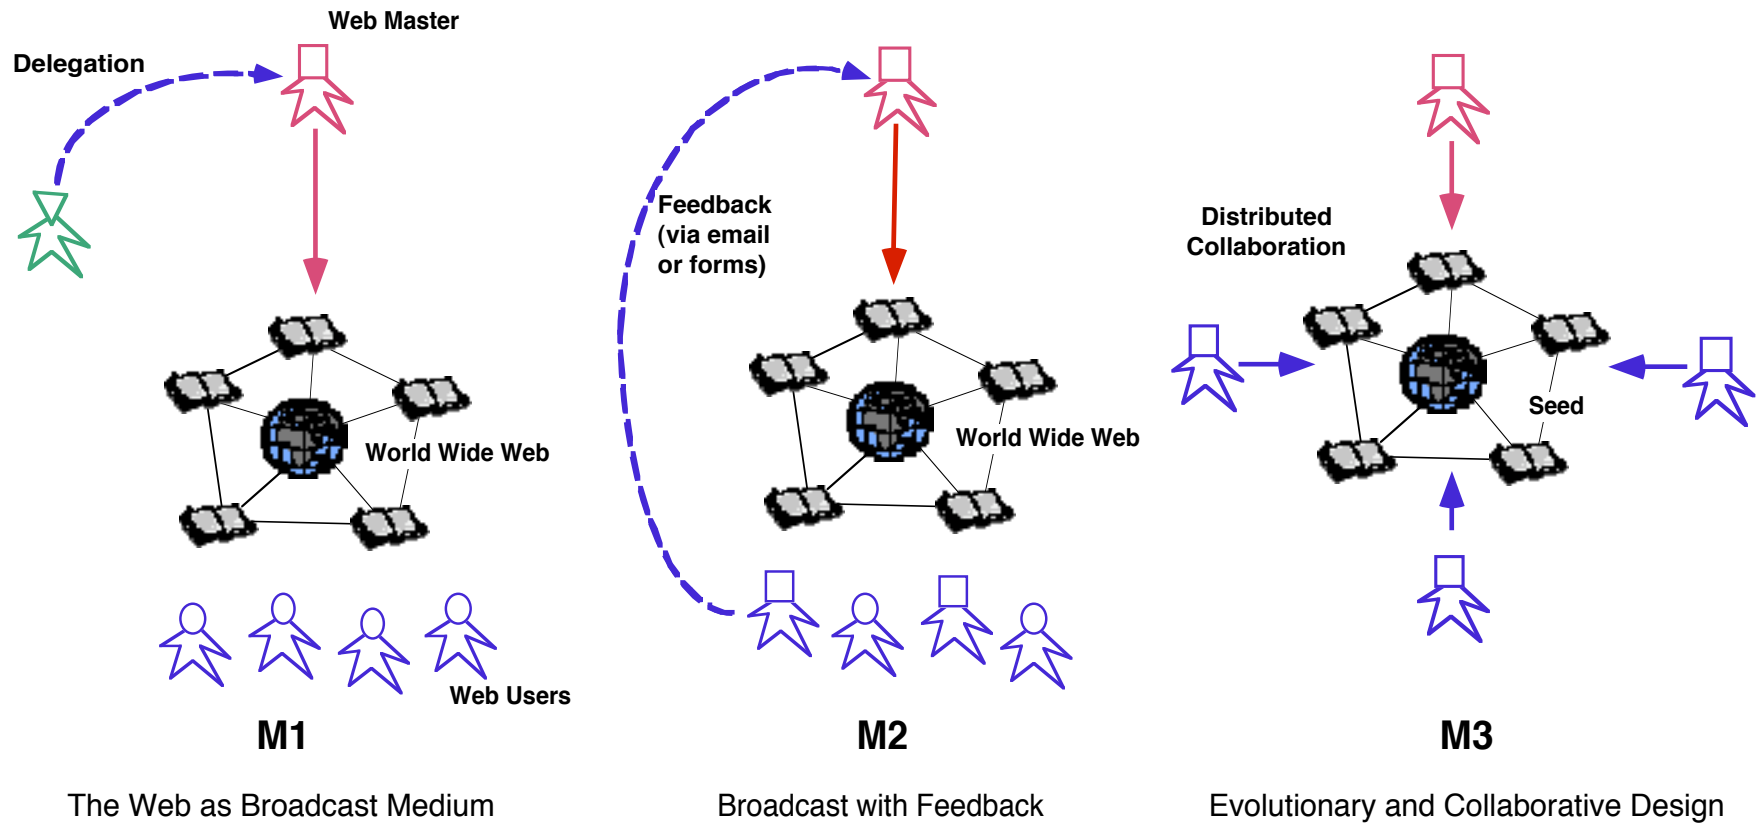 Web Master
Delegation
World Wide Web
Web Users
M1
The Web as Broadcast Medium
Feedback
(via email
or forms)
World Wide Web
M2
Broadcast with Feedback
Distributed
Collaboration
Seed
M3
Evolutionary and Collaborative Design